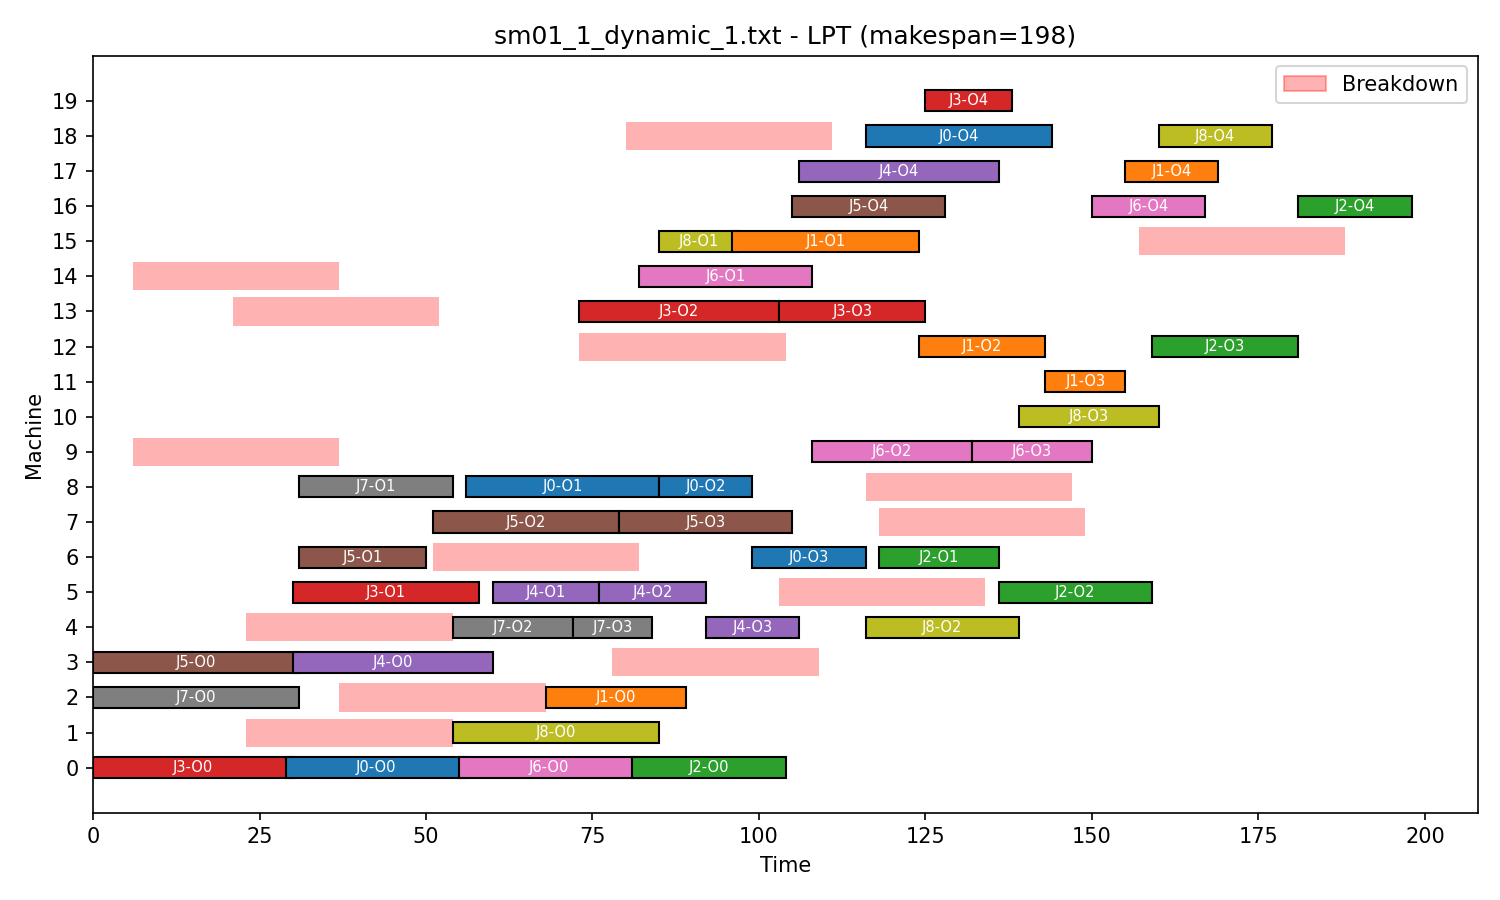 sm01_1_dynamic_1.txt - LPT (makespan=198)
Breakdown
19 J3-O4
18 J0-O4 J8-O4
17 J4-O4 J1-O4
16 J5-O4 J6-O4 J2-O4
15 J8-O1 J1-O1
14 J6-O1
13 J3-O2 J3-O3
12 J1-O2 J2-O3
11 J1-O3
10 J8-O3
9 J6-O2 J6-O3
8 J7-O1 J0-O1 J0-O2
7 J5-O2 J5-O3
6 J5-O1 J0-O3 J2-O1
5 J3-O1 J4-O1 J4-O2 J2-O2
4 J7-O2 J7-O3 J4-O3 J8-O2
3 J5-O0 J4-O0
2 J7-O0 J1-O0
1 J8-O0
0 J3-O0 J0-O0 J6-O0 J2-O0
Machine
0 25 50 75 100 125 150 175 200
Time